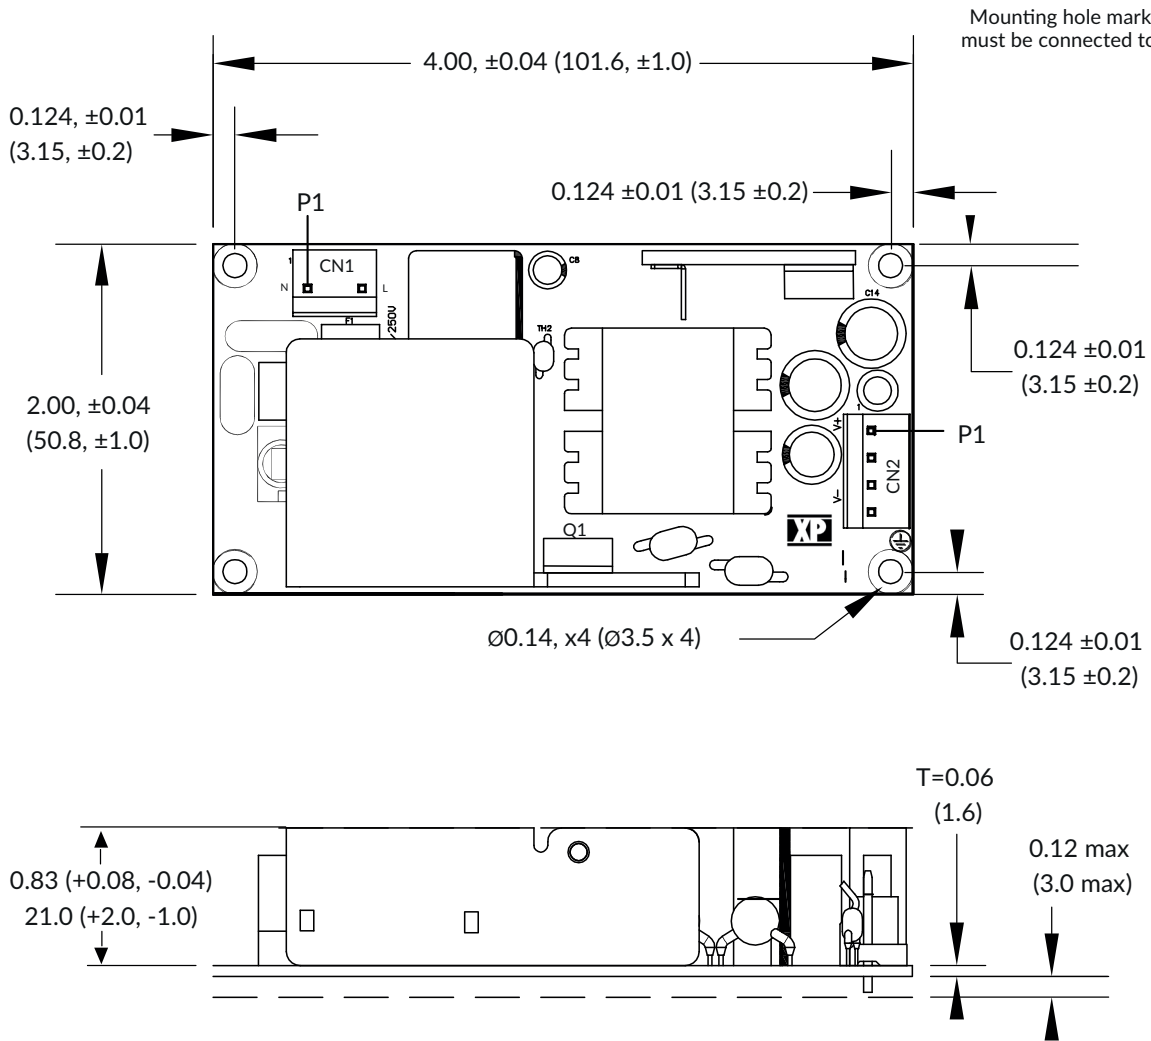 Mounting hole mark
must be connected to
4.00, ±0.04 (101.6, ±1.0)
0.124, ±0.01
(3.15, ±0.2)
0.124 ±0.01 (3.15 ±0.2)
P1
1
CN1
C8
N
L
F1
/250V
C14
TH2
0.124 ±0.01
(3.15 ±0.2)
2.00, ±0.04
(50.8, ±1.0)
1
V+
P1
CN2
V–
XP
Q1
Ø0.14, x4 (Ø3.5 x 4)
0.124 ±0.01
(3.15 ±0.2)
T=0.06
(1.6)
0.83 (+0.08, -0.04)
21.0 (+2.0, -1.0)
0.12 max
(3.0 max)